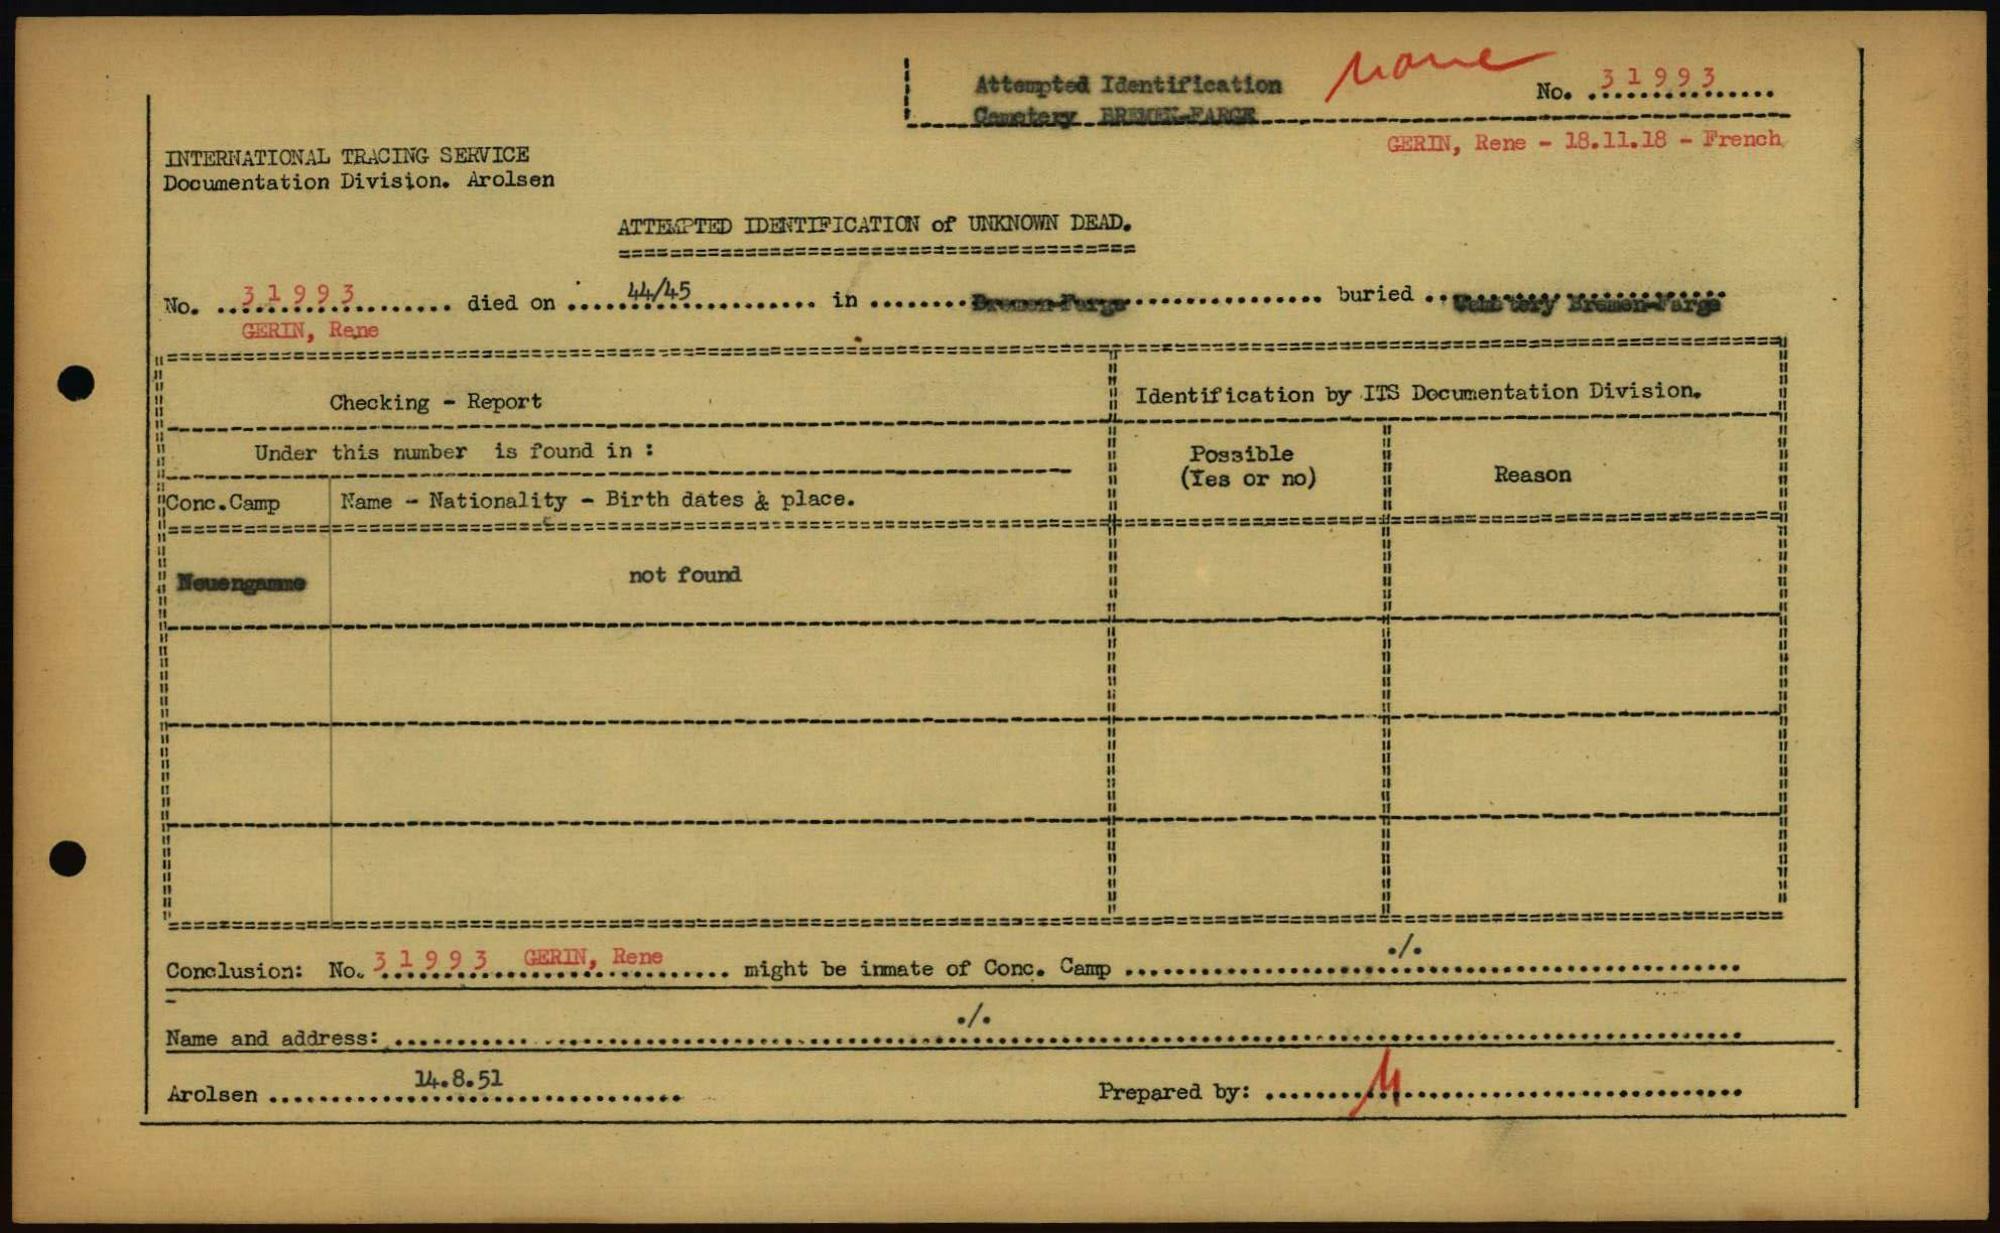 Attempted Identification
Cemetery BREMEN-FARGE
No. 31993
GERIN, Rene - 18.11.18 - French
INTERNATIONAL TRACING SERVICE
Documentation Division. Arolsen
ATTEMPTED IDENTIFICATION of UNKNOWN DEAD.
No. 31993 died on 44/45 in Bremen-Farge buried Cemetery Bremen-Farge
GERIN, Rene
Checking - Report
Identification by ITS Documentation Division.
Under this number is found in :
Possible
(Yes or no)
Reason
Conc.Camp Name - Nationality - Birth dates & place.
Neuengamme not found
Conclusion: No. 31993 GERIN, Rene might be inmate of Conc. Camp ./.
Name and address: ./.
Arolsen 14.8.51 Prepared by: